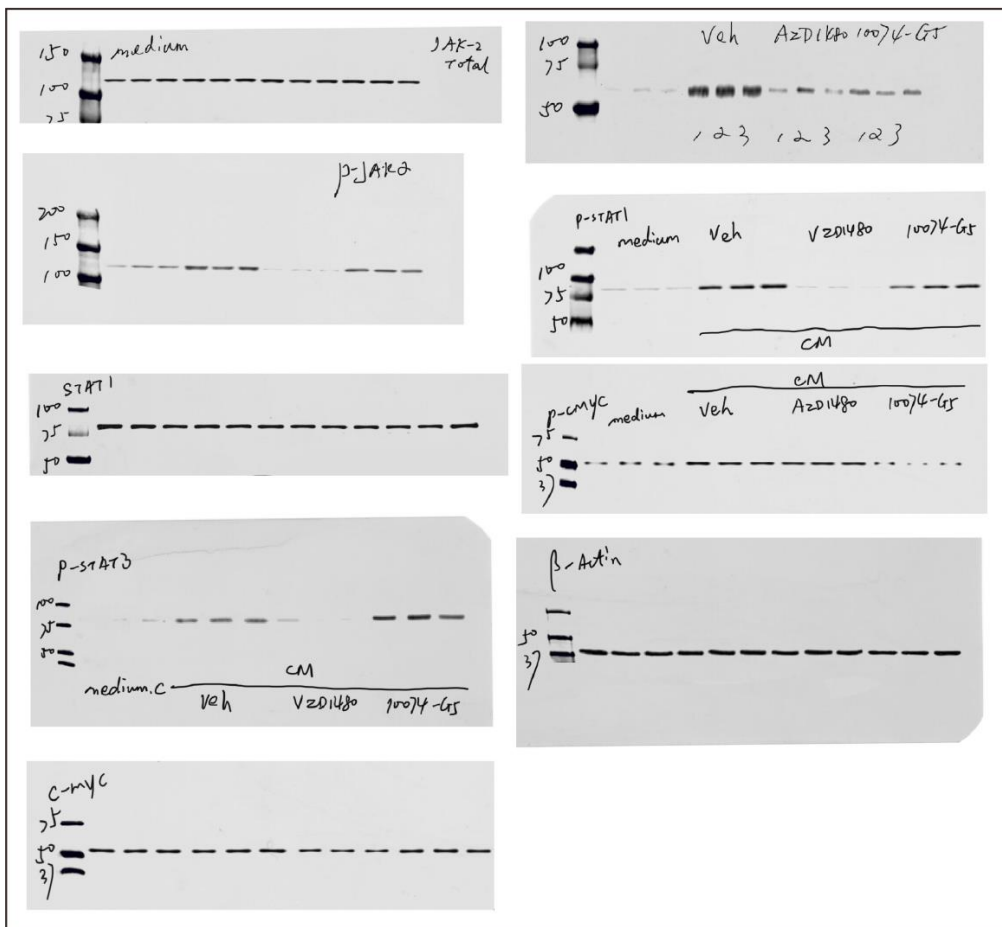 150 medium JAK-2
Total
100
75
p-JAK2
200
150
100
STAT1
100
75
50
P-STAT3
100
75
50
CM
medium.C
Veh VZD1480 10074-G5
C-MYC
75
50
37
Veh AZD1480 10074-G5
100
75
50
1 2 3 1 2 3 1 2 3
P-STAT1
medium Veh VZD1480 10074-G5
100
75
50
CM
CM
p-CMYC medium Veh AZD1480 10074-G5
75
50
37
β-Actin
50
37